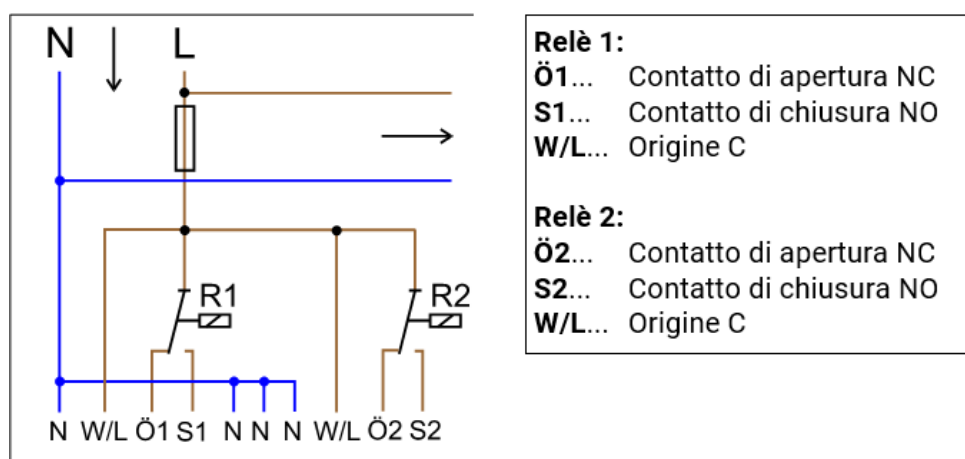 N L
R1 R2
N W/L Ö1 S1 N N N W/L Ö2 S2
Relè 1:
Ö1... Contatto di apertura NC
S1... Contatto di chiusura NO
W/L... Origine C
Relè 2:
Ö2... Contatto di apertura NC
S2... Contatto di chiusura NO
W/L... Origine C